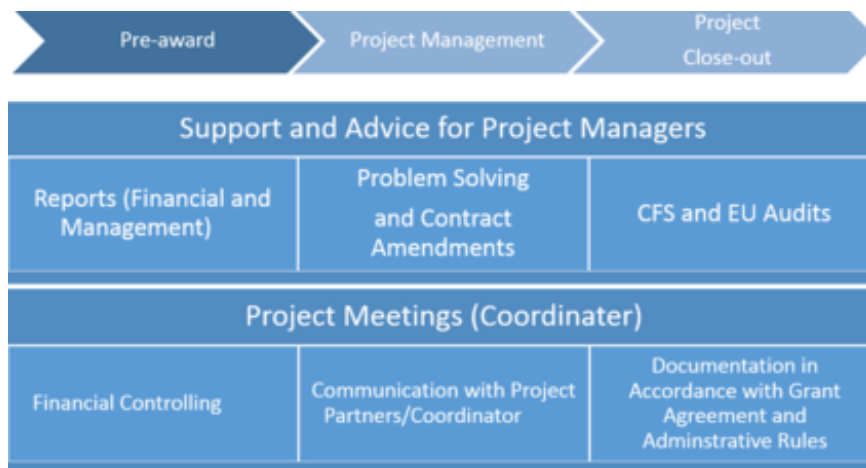 Pre-award
Project Management
Project
Close-out
Support and Advice for Project Managers
Reports (Financial and
Management)
Problem Solving
and Contract
Amendments
CFS and EU Audits
Project Meetings (Coordinater)
Financial Controlling
Communication with Project
Partners/Coordinator
Documentation in
Accordance with Grant
Agreement and
Adminstrative Rules